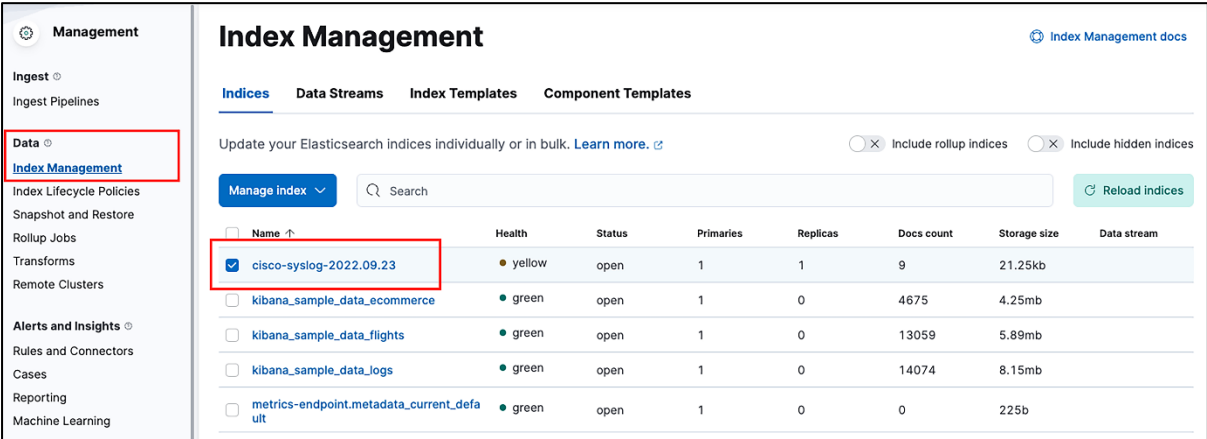 Management
Ingest
Ingest Pipelines
Data
Index Management
Index Lifecycle Policies
Snapshot and Restore
Rollup Jobs
Transforms
Remote Clusters
Alerts and Insights
Rules and Connectors
Cases
Reporting
Machine Learning
Index Management
Index Management docs
Indices Data Streams Index Templates Component Templates
Update your Elasticsearch indices individually or in bulk. Learn more. Include rollup indices Include hidden indices
Manage index Search Reload indices
Name Health Status Primaries Replicas Docs count Storage size Data stream
cisco-syslog-2022.09.23 yellow open 1 1 9 21.25kb
kibana_sample_data_ecommerce green open 1 0 4675 4.25mb
kibana_sample_data_flights green open 1 0 13059 5.89mb
kibana_sample_data_logs green open 1 0 14074 8.15mb
metrics-endpoint.metadata_current_defa green open 1 0 0 225b
ult